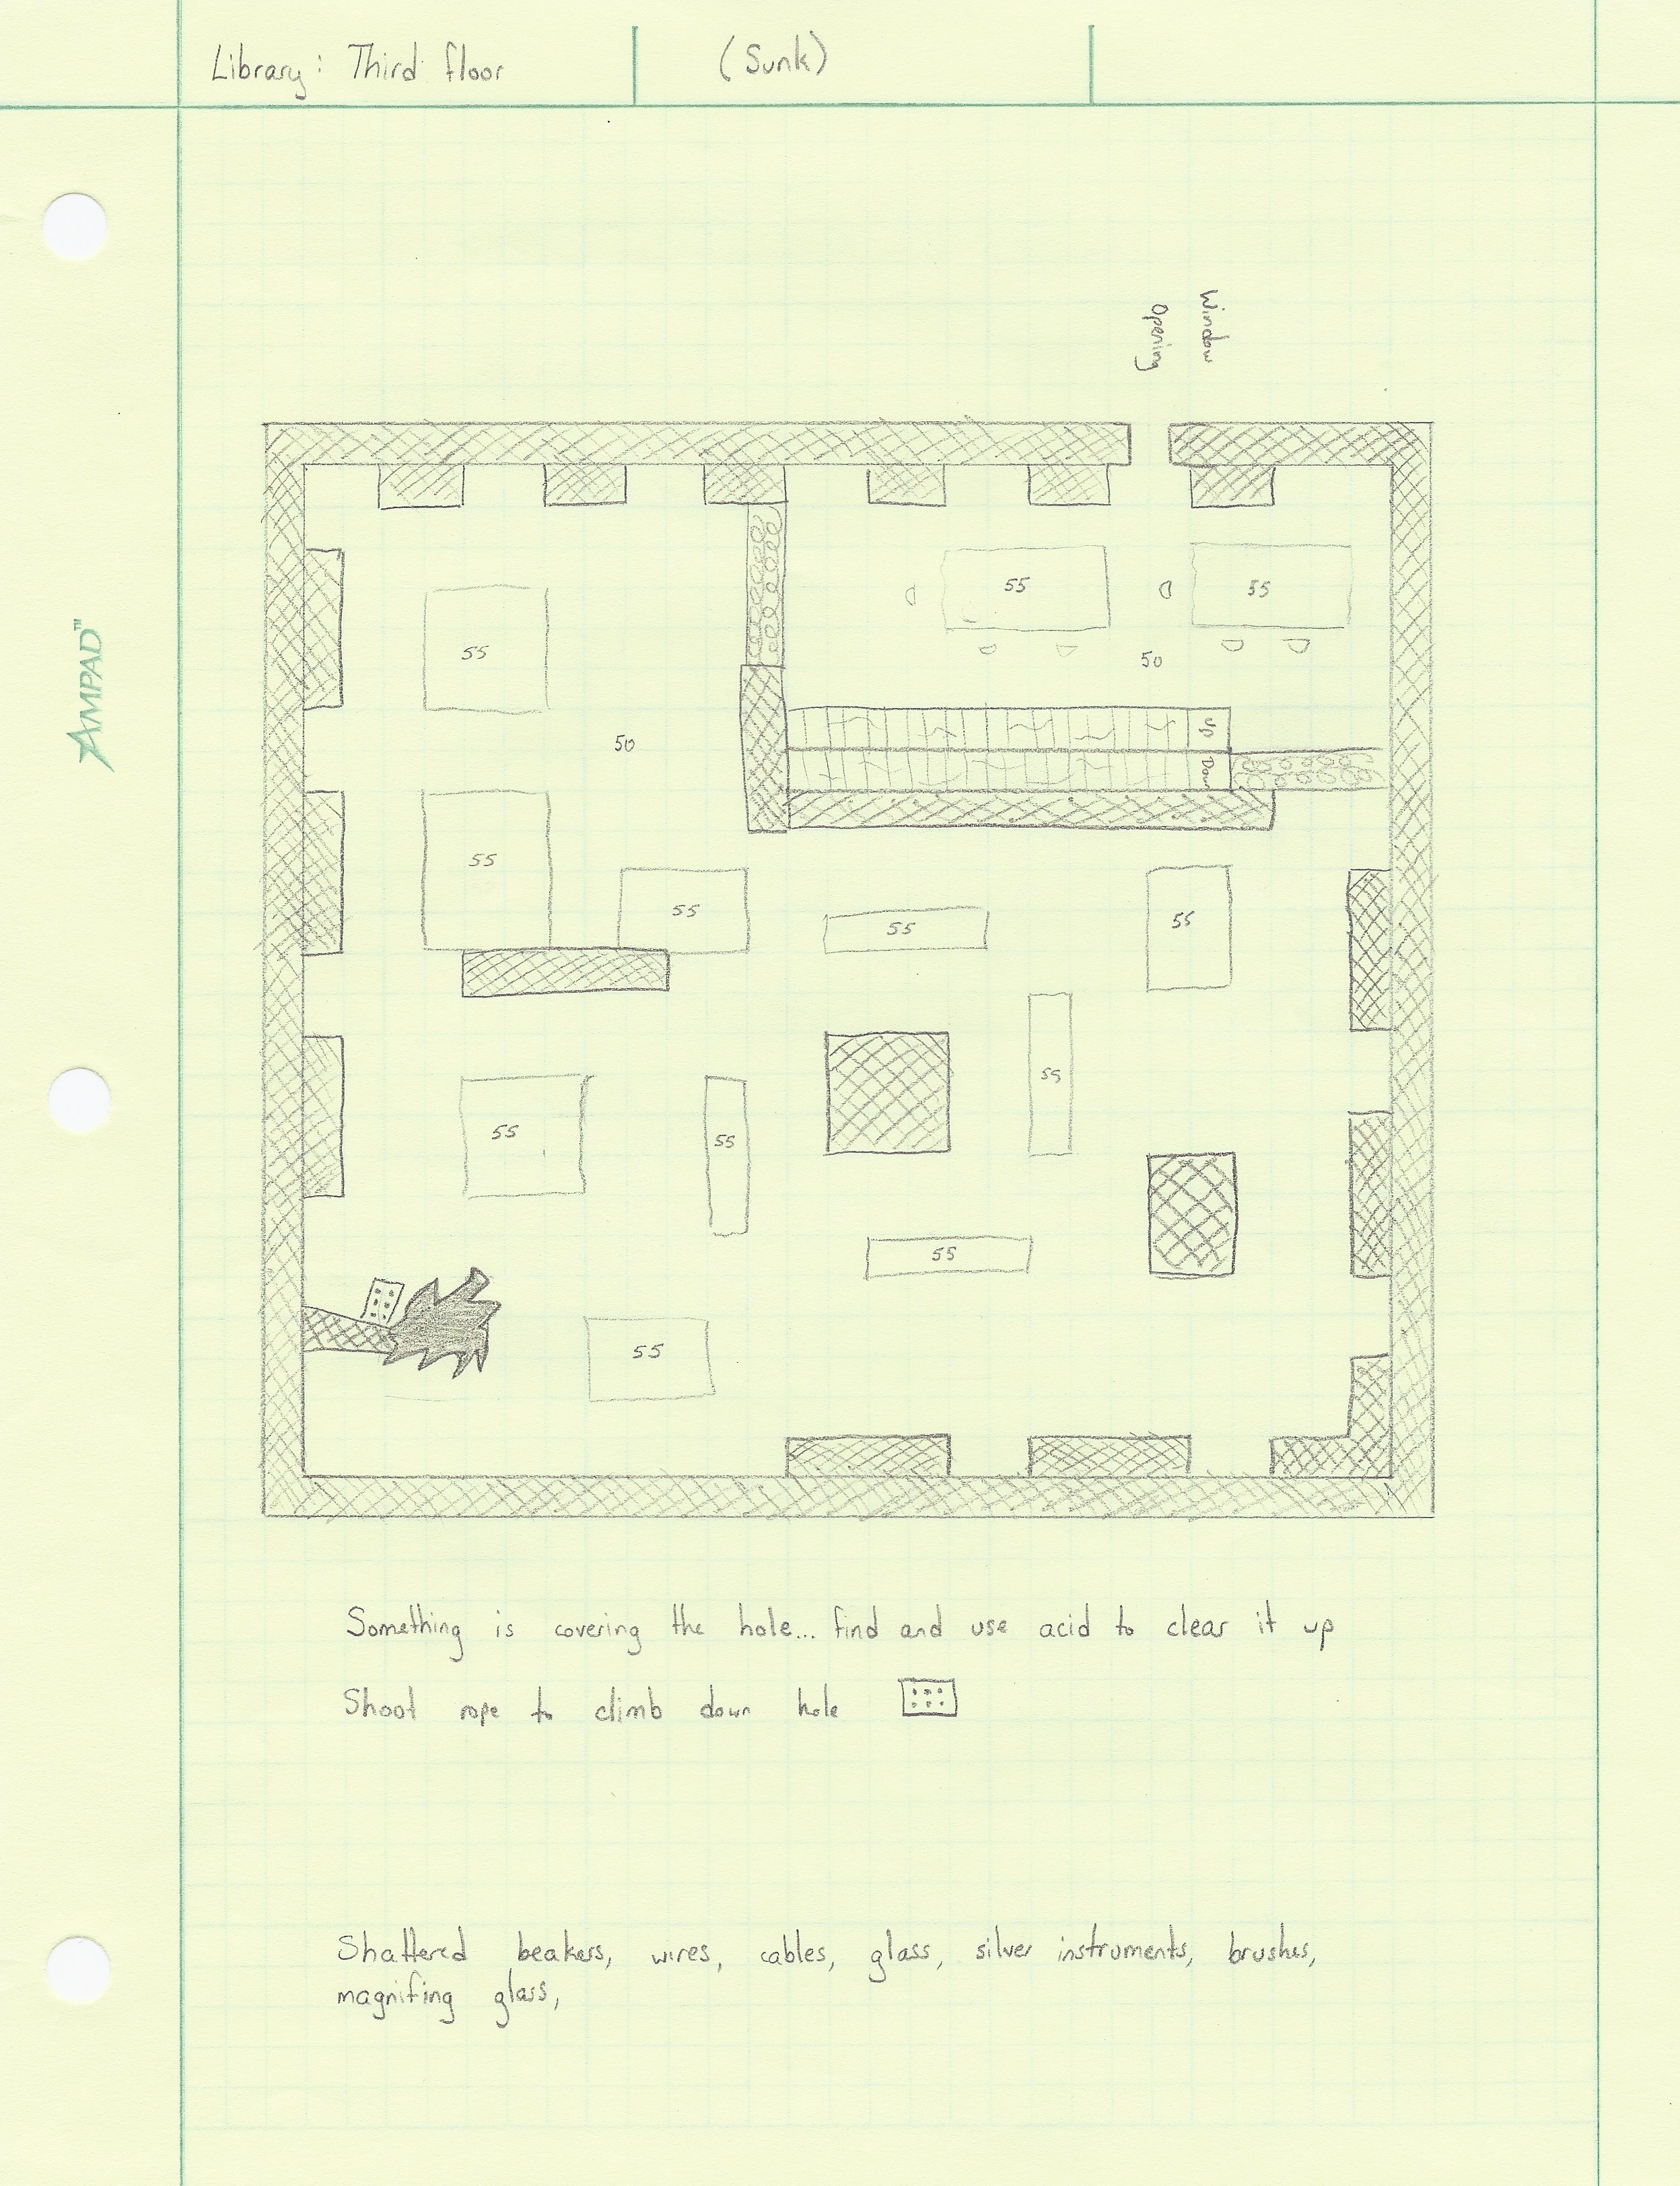 Library: Third floor
(Sunk)
Window
Opening
55
55
55
50
50
Up
Down
55
55
55
55
55
55
55
55
55
Something is covering the hole... find and use acid to clear it up
Shoot rope to climb down hole
Shattered beakers, wires, cables, glass, silver instruments, brushes,
magnifing glass,
AMPAD™